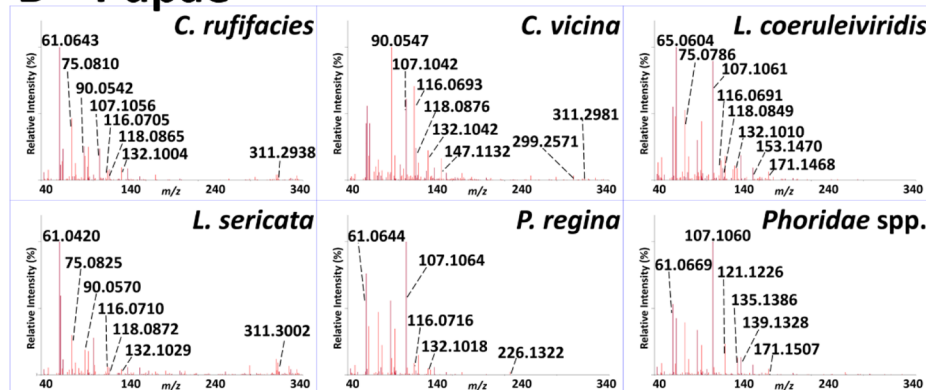 C. rufifacies
61.0643
75.0810
90.0542
107.1056
116.0705
118.0865
132.1004
311.2938
Relative Intensity (%)
40 140 m/z 240 340
C. vicina
90.0547
107.1042
116.0693
118.0876
132.1042
147.1132
299.2571
311.2981
Relative Intensity (%)
40 140 m/z 240 340
L. coeruleiviridis
65.0604
75.0786
107.1061
116.0691
118.0849
132.1010
153.1470
171.1468
Relative Intensity (%)
40 140 m/z 240 340
L. sericata
61.0420
75.0825
90.0570
116.0710
118.0872
132.1029
311.3002
Relative Intensity (%)
40 140 m/z 240 340
P. regina
61.0644
107.1064
116.0716
132.1018
226.1322
Relative Intensity (%)
40 140 m/z 240 340
Phoridae spp.
107.1060
61.0669
121.1226
135.1386
139.1328
171.1507
Relative Intensity (%)
40 140 m/z 240 340